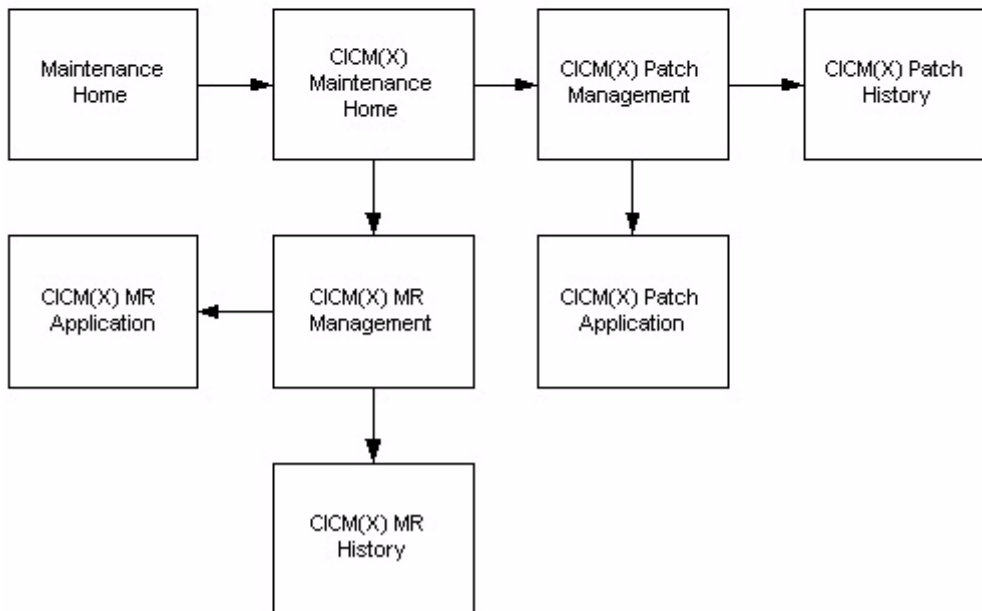 Maintenance
Home
CICM(X)
Maintenance
Home
CICM(X) Patch
Management
CICM(X) Patch
History
CICM(X) MR
Application
CICM(X) MR
Management
CICM(X) Patch
Application
CICM(X) MR
History